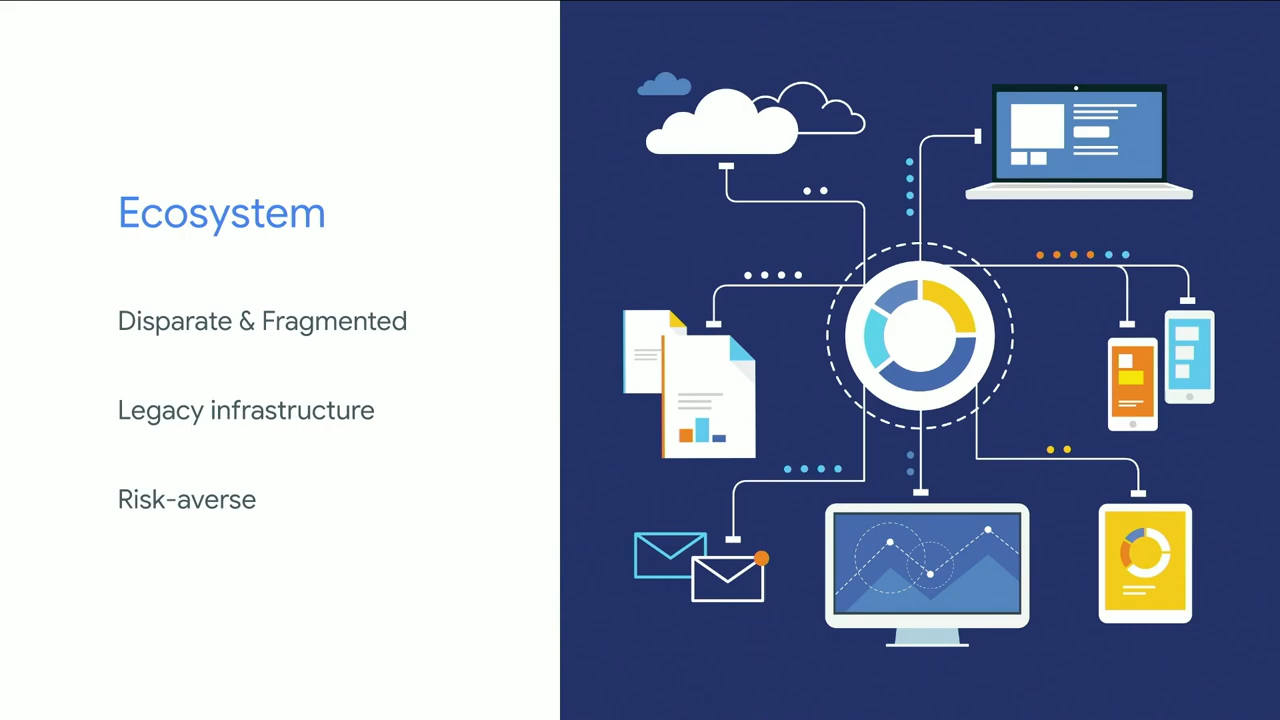 Ecosystem
Disparate & Fragmented
Legacy infrastructure
Risk-averse